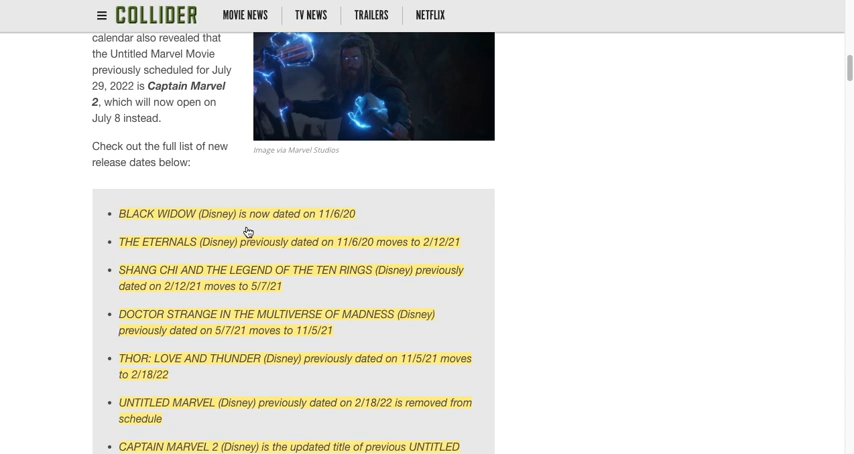 COLLIDER MOVIE NEWS TV NEWS TRAILERS NETFLIX
calendar also revealed that
the Untitled Marvel Movie
previously scheduled for July
29, 2022 is Captain Marvel
2, which will now open on
July 8 instead.
Check out the full list of new
release dates below:
Image via Marvel Studios
• BLACK WIDOW (Disney) is now dated on 11/6/20
• THE ETERNALS (Disney) previously dated on 11/6/20 moves to 2/12/21
• SHANG CHI AND THE LEGEND OF THE TEN RINGS (Disney) previously
dated on 2/12/21 moves to 5/7/21
• DOCTOR STRANGE IN THE MULTIVERSE OF MADNESS (Disney)
previously dated on 5/7/21 moves to 11/5/21
• THOR: LOVE AND THUNDER (Disney) previously dated on 11/5/21 moves
to 2/18/22
• UNTITLED MARVEL (Disney) previously dated on 2/18/22 is removed from
schedule
• CAPTAIN MARVEL 2 (Disney) is the updated title of previous UNTITLED